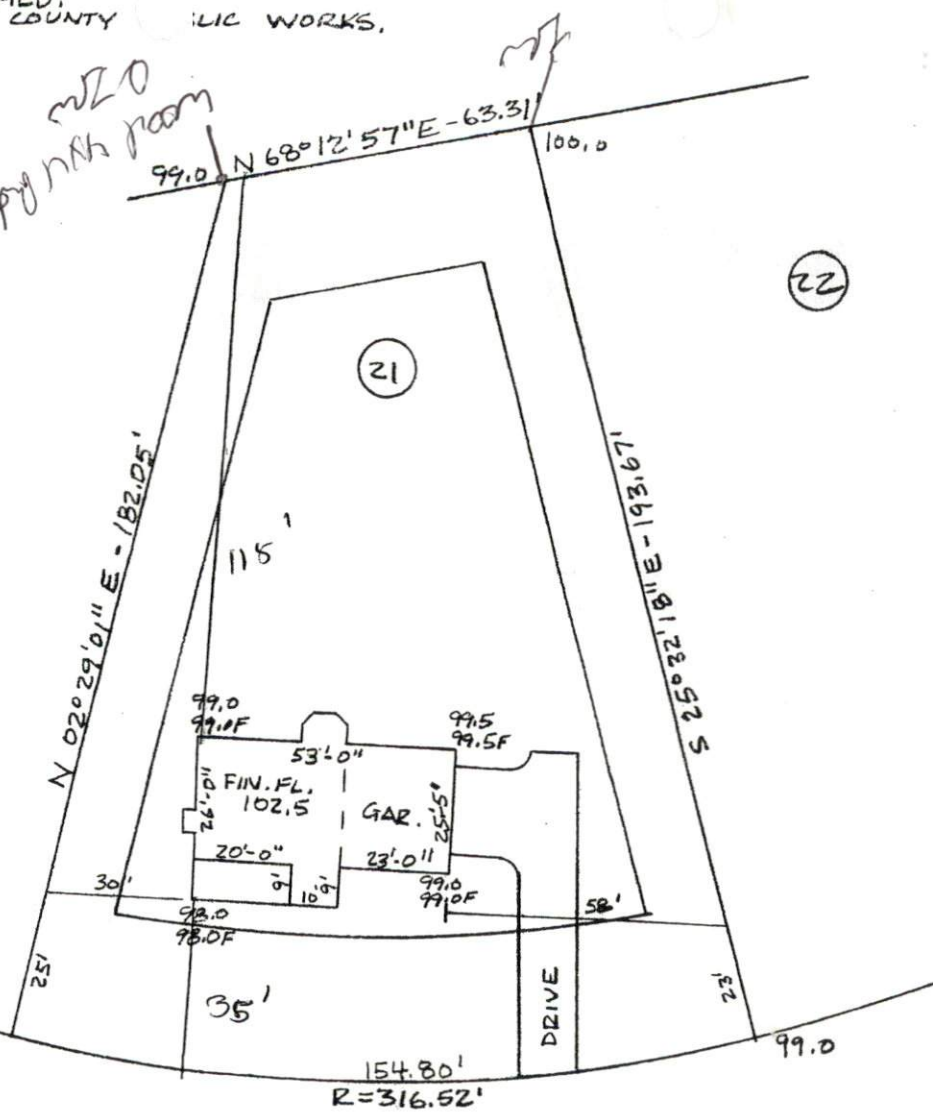 COUNTY
WORKS.
N 68°12'57"E - 63.31'
99.0
100.0
22
21
N 02°29'01" E - 182.05'
S 25°32'18" E - 193.67'
115'
99.0
99.0F
99.5
99.5F
53'-0"
FIN. FL.
102.5
26'-0"
GAR.
25'-5"
20'-0"
23'-0"
9'
10'
9'
99.0
99.0F
30'
58'
98.0
98.0F
25'
35'
DRIVE
23'
99.0
154.80'
R=316.52'